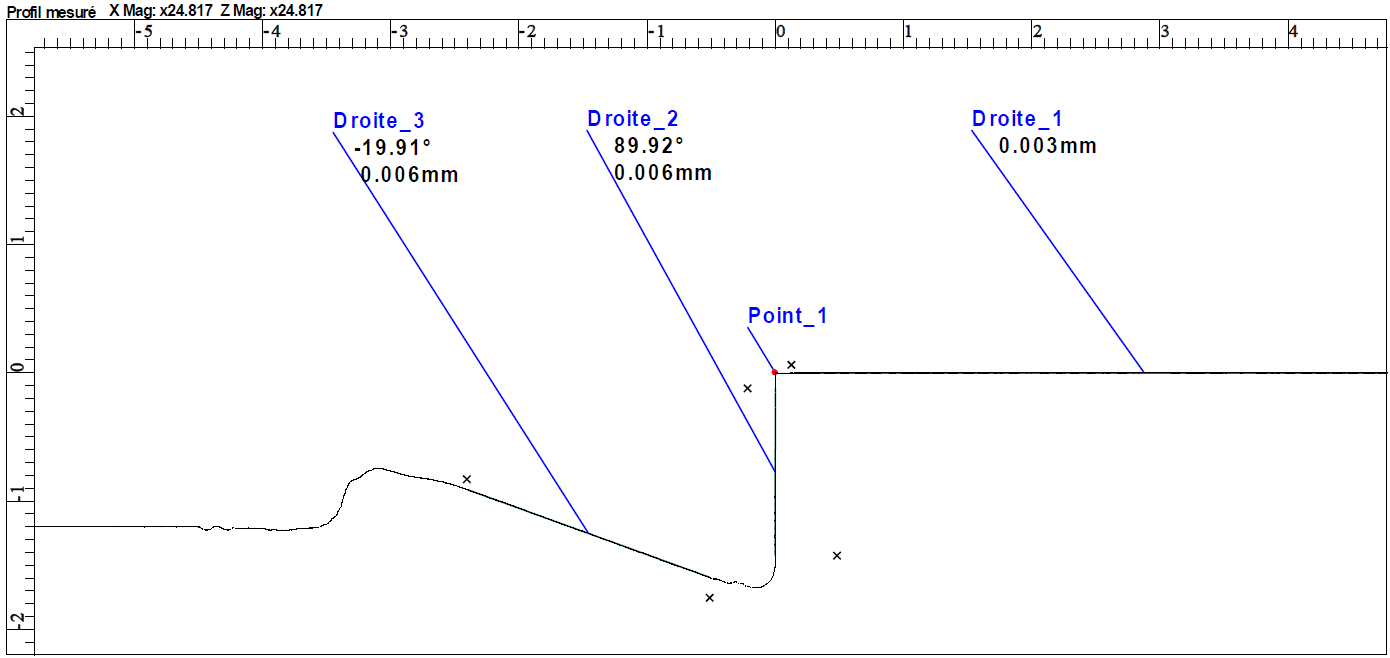 Profil mesuré X Mag: x24.817 Z Mag: x24.817
-5 -4 -3 -2 -1 0 1 2 3 4
2
1
0
-1
-2
Droite_3
-19.91°
0.006mm
Droite_2
89.92°
0.006mm
Droite_1
0.003mm
Point_1